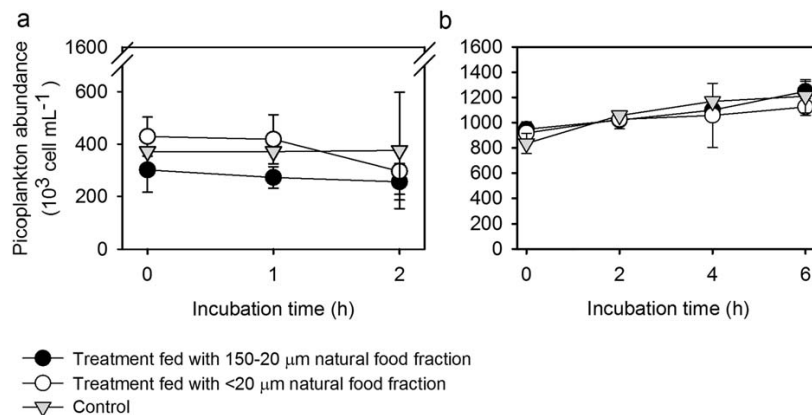 a
b
Picoplankton abundance
(10³ cell mL⁻¹)
1600
600
400
200
0
0
1
2
Incubation time (h)
1600
1400
1200
1000
800
600
400
200
0
0
2
4
6
Incubation time (h)
Treatment fed with 150-20 µm natural food fraction
Treatment fed with <20 µm natural food fraction
Control